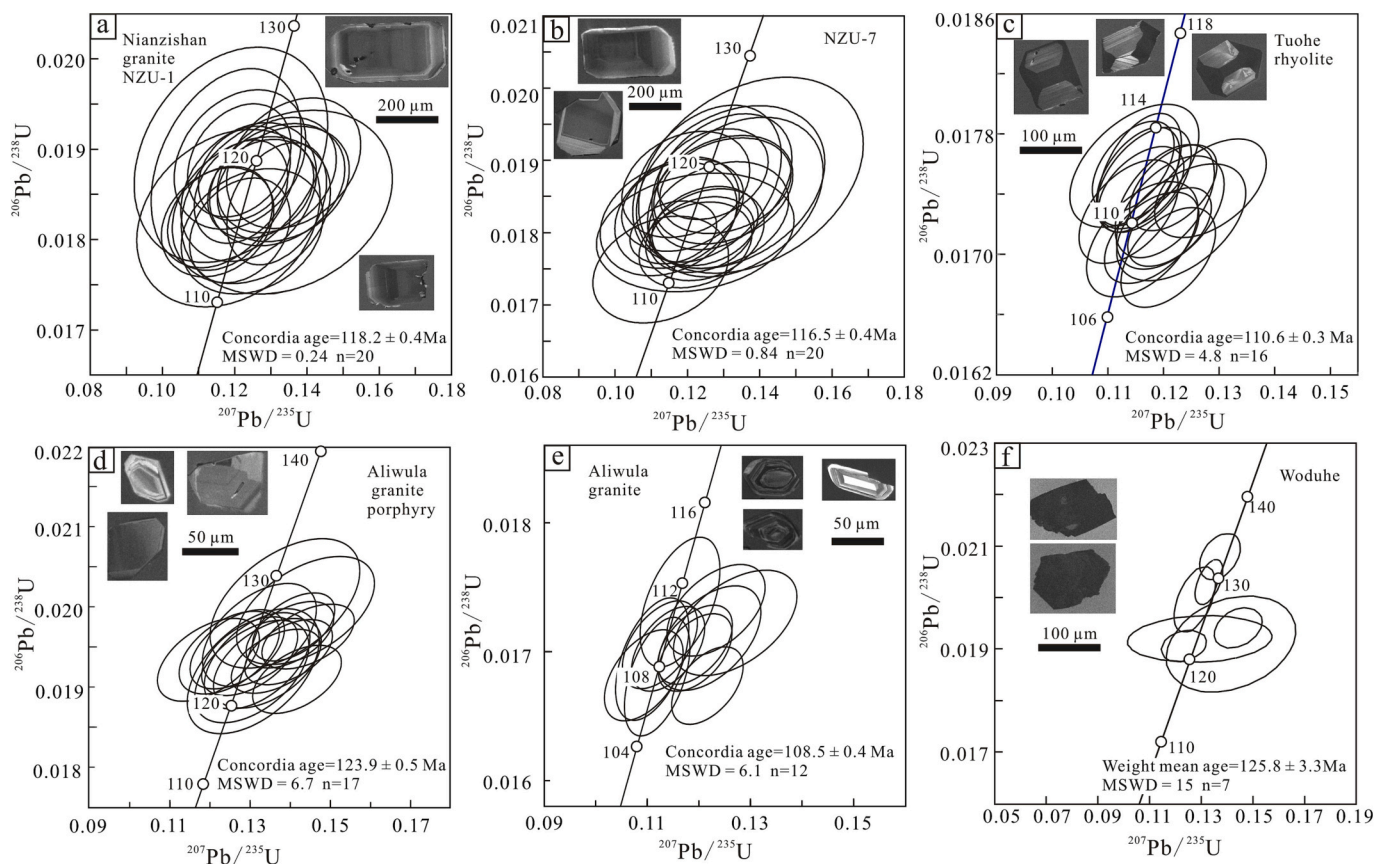 a
Nianzishan
granite
NZU-1
130
120
110
200 µm
Concordia age=118.2 ± 0.4Ma
MSWD = 0.24 n=20
0.020
0.019
0.018
0.017
0.08
0.10
0.12
0.14
0.16
0.18
²⁰⁶Pb/²³⁸U
²⁰⁷Pb/²³⁵U
b
NZU-7
130
120
110
200 µm
Concordia age=116.5 ± 0.4Ma
MSWD = 0.84 n=20
0.021
0.020
0.019
0.018
0.017
0.016
0.08
0.10
0.12
0.14
0.16
0.18
²⁰⁶Pb/²³⁸U
²⁰⁷Pb/²³⁵U
c
Tuohe
rhyolite
118
114
110
106
100 µm
Concordia age=110.6 ± 0.3 Ma
MSWD = 4.8 n=16
0.0186
0.0178
0.0170
0.0162
0.09
0.10
0.11
0.12
0.13
0.14
0.15
²⁰⁶Pb/²³⁸U
²⁰⁷Pb/²³⁵U
d
Aliwula
granite
porphyry
140
130
120
110
50 µm
Concordia age=123.9 ± 0.5 Ma
MSWD = 6.7 n=17
0.022
0.021
0.020
0.019
0.018
0.09
0.11
0.13
0.15
0.17
²⁰⁶Pb/²³⁸U
²⁰⁷Pb/²³⁵U
e
Aliwula
granite
116
112
108
104
50 µm
Concordia age=108.5 ± 0.4 Ma
MSWD = 6.1 n=12
0.018
0.017
0.016
0.09
0.11
0.13
0.15
²⁰⁶Pb/²³⁸U
²⁰⁷Pb/²³⁵U
f
Woduhe
140
130
120
110
100 µm
Weight mean age=125.8 ± 3.3Ma
MSWD = 15 n=7
0.023
0.021
0.019
0.017
0.05
0.07
0.09
0.11
0.13
0.15
0.17
0.19
²⁰⁶Pb/²³⁸U
²⁰⁷Pb/²³⁵U